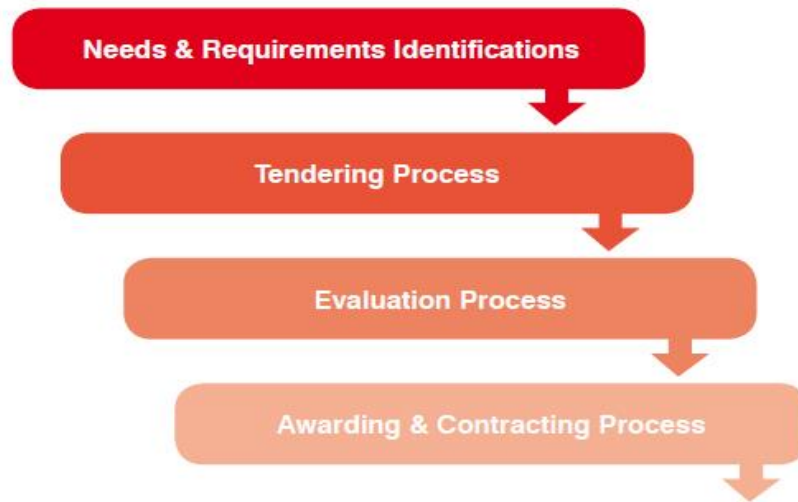 Needs & Requirements Identifications
Tendering Process
Evaluation Process
Awarding & Contracting Process